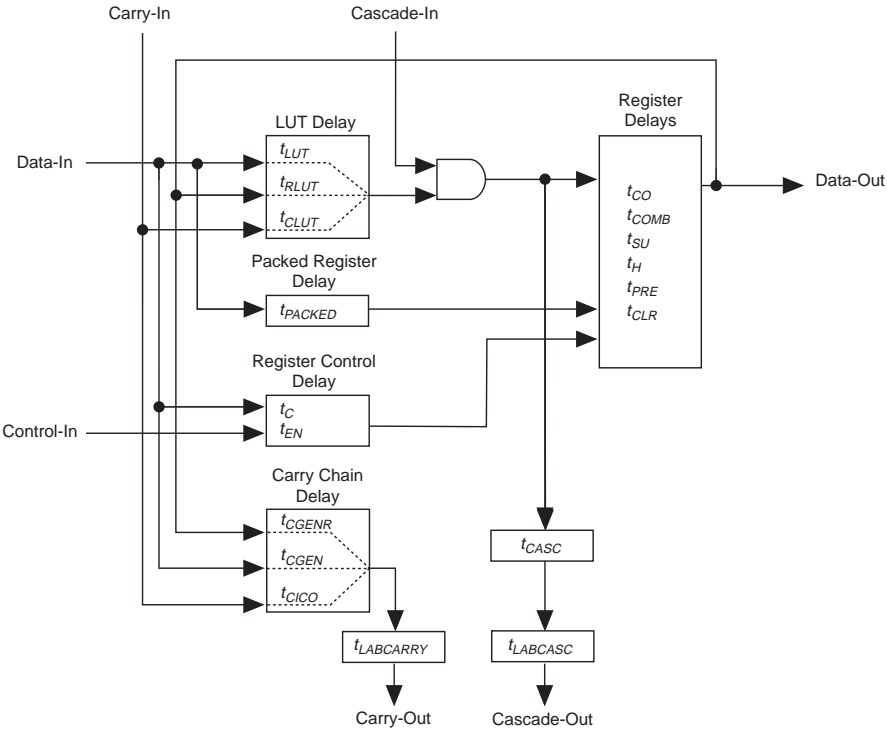 Carry-In
Cascade-In
Register
Delays
LUT Delay
Data-In
tLUT
tRLUT
tCLUT
tCO
tCOMB
tSU
tH
tPRE
tCLR
Data-Out
Packed Register
Delay
tPACKED
Register Control
Delay
tC
tEN
Control-In
Carry Chain
Delay
tCGENR
tCGEN
tCICO
tCASC
tLABCARRY
tLABCASC
Carry-Out
Cascade-Out